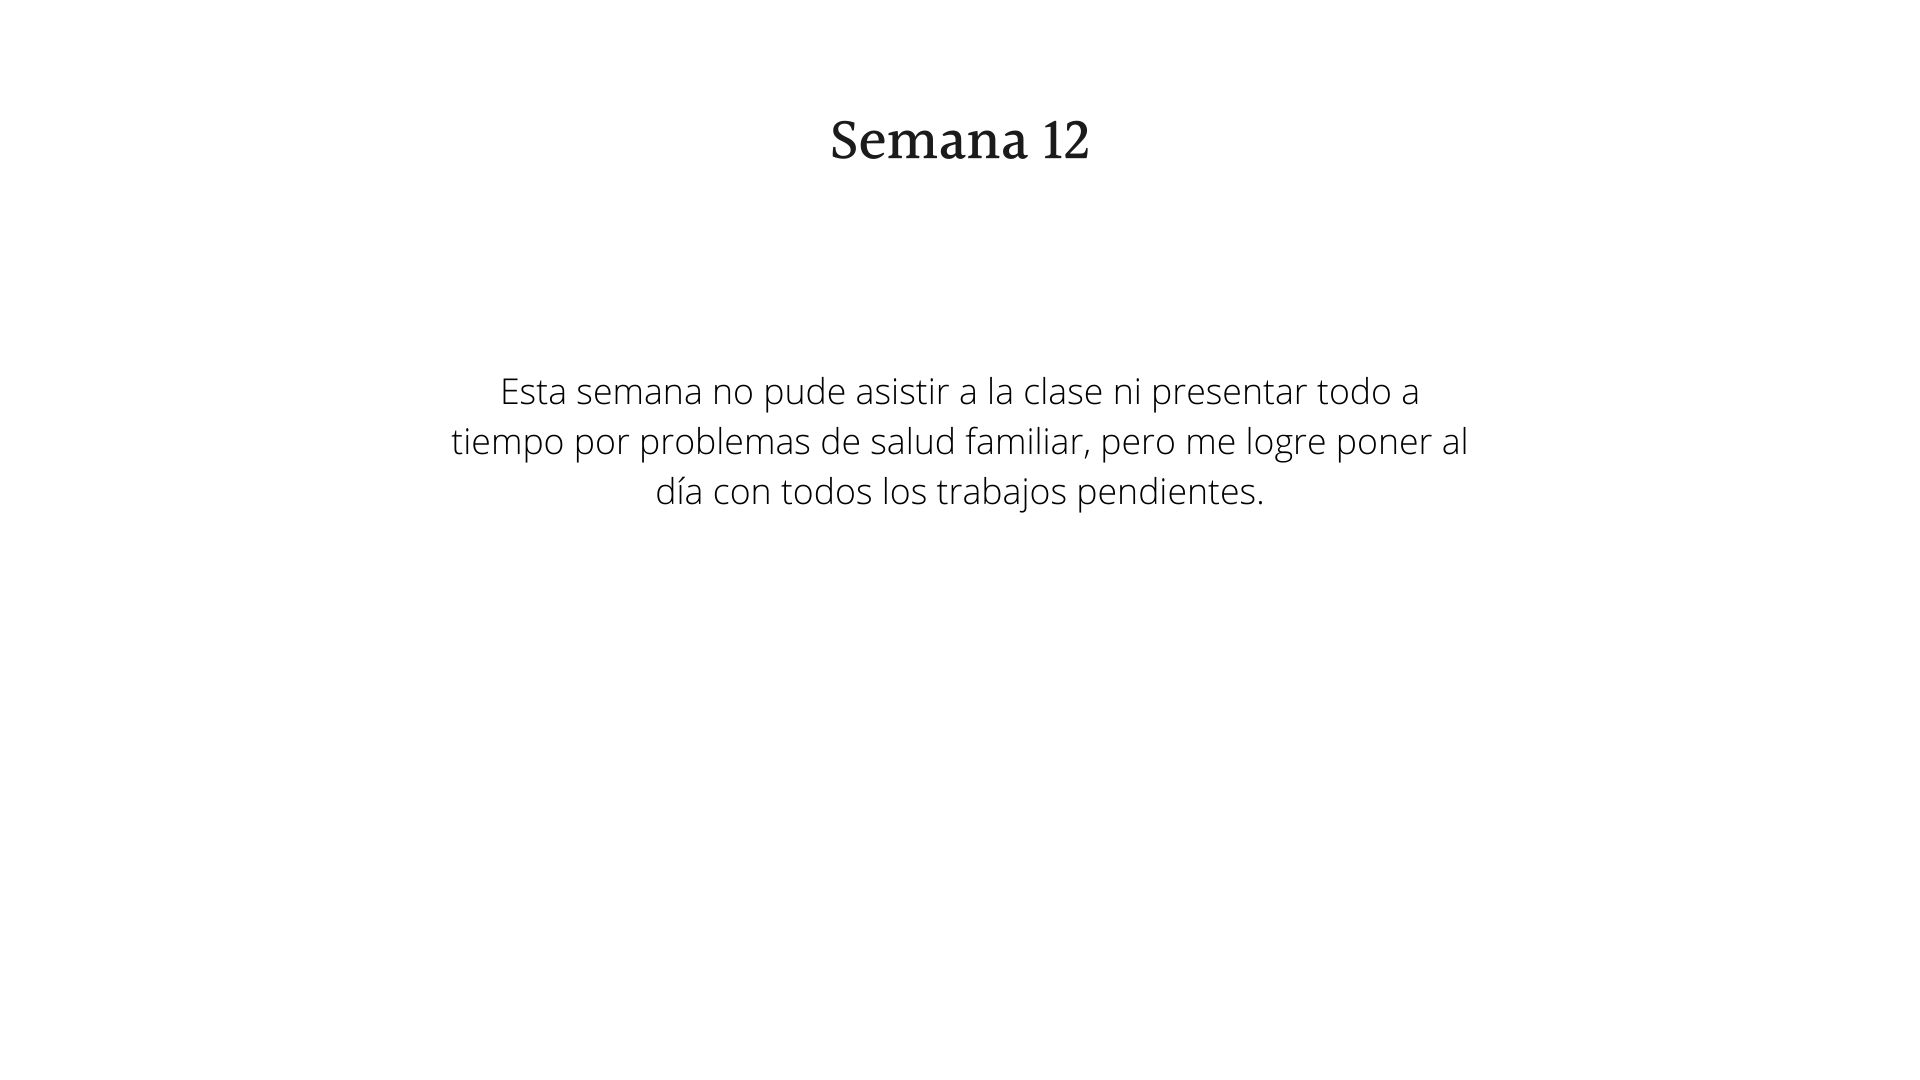 Semana 12
Esta semana no pude asistir a la clase ni presentar todo a
tiempo por problemas de salud familiar, pero me logre poner al
día con todos los trabajos pendientes.